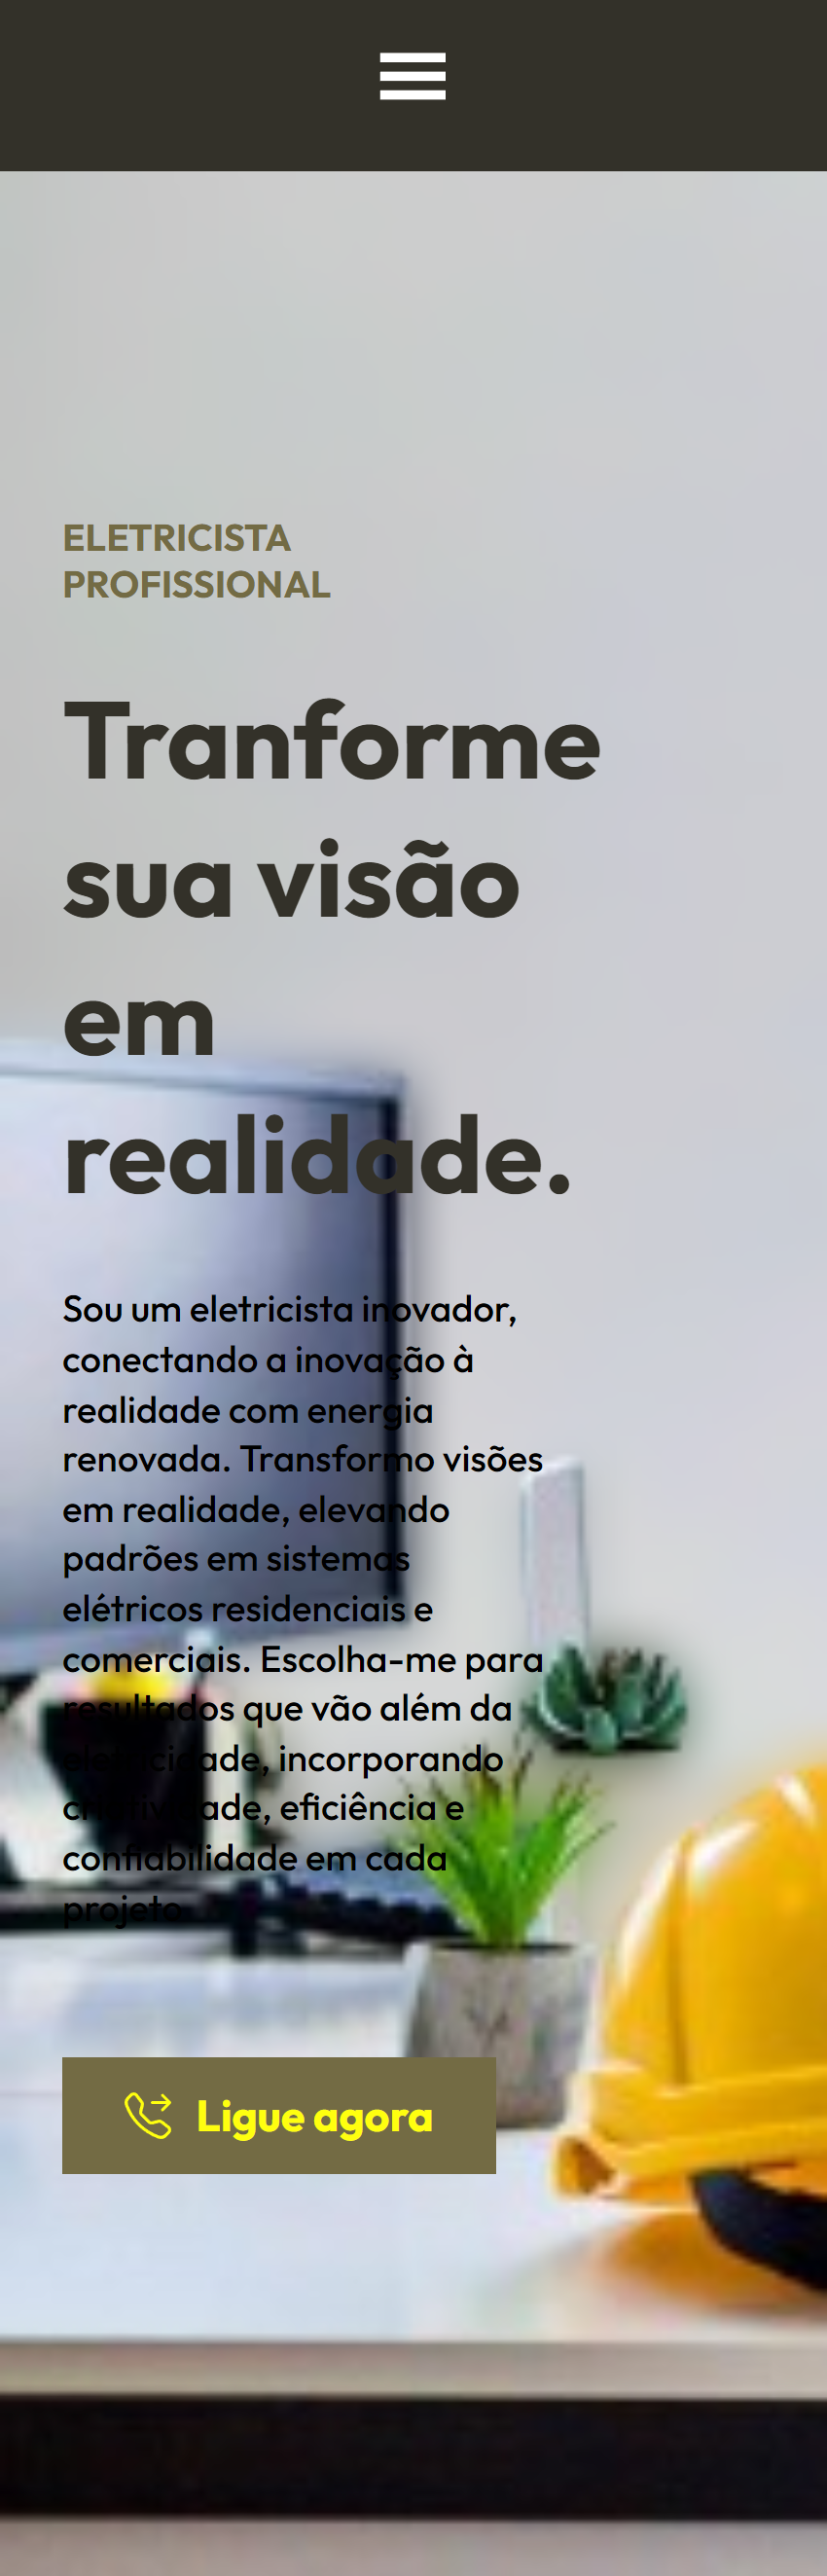 ELETRICISTA
PROFISSIONAL
Tranforme
sua visão
em
realidade.
Sou um eletricista inovador,
conectando a inovação à
realidade com energia
renovada. Transformo visões
em realidade, elevando
padrões em sistemas
elétricos residenciais e
comerciais. Escolha-me para
resultados que vão além da
eletricidade, incorporando
criatividade, eficiência e
confiabilidade em cada
projeto.
Ligue agora